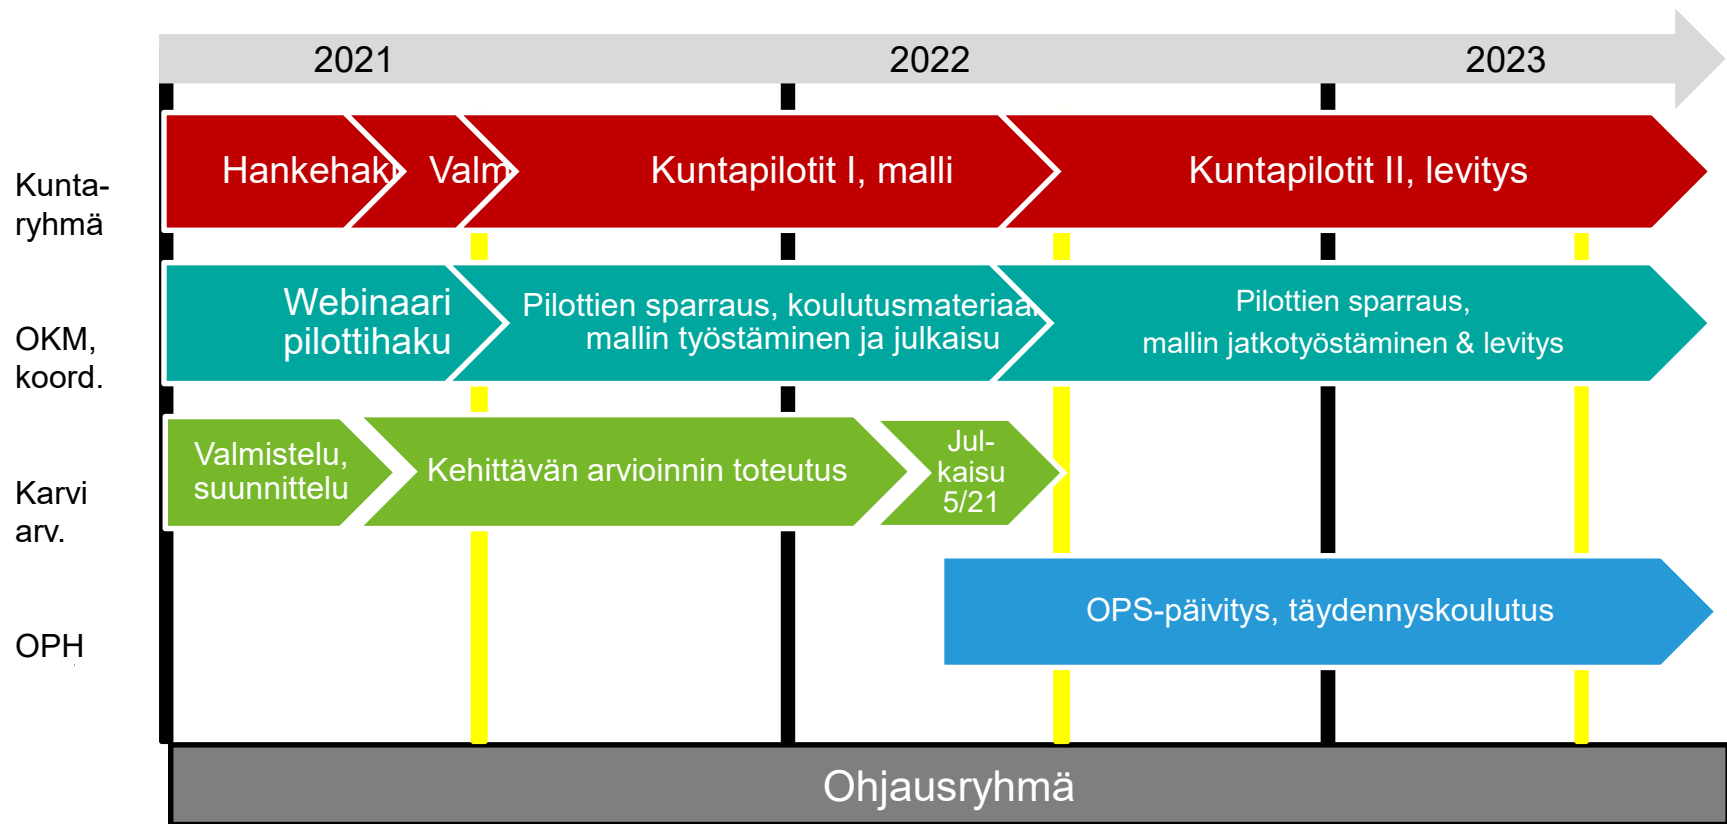 2021 2022 2023
Kunta-
ryhmä
Hankehaku Valm Kuntapilotit I, malli Kuntapilotit II, levitys
OKM,
koord.
Webinaari
pilottihaku
Pilottien sparraus, koulutusmateriaa
mallin työstäminen ja julkaisu
Pilottien sparraus,
mallin jatkotyöstäminen & levitys
Karvi
arv.
Valmistelu,
suunnittelu
Kehittävän arvioinnin toteutus
Jul-
kaisu
5/21
OPH
OPS-päivitys, täydennyskoulutus
Ohjausryhmä